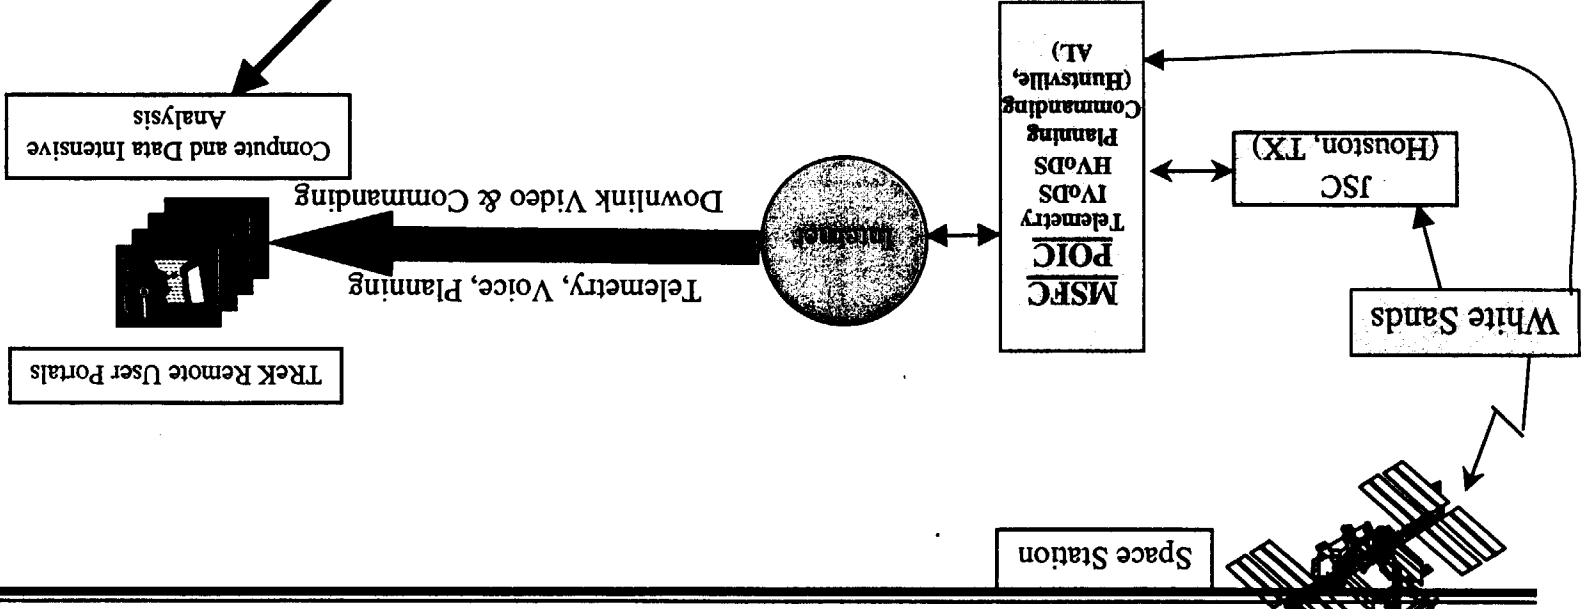 Space Station
White Sands
JSC
(Houston, TX)
MSFC
POIC
Telemetry
IVoDS
HVoDS
Planning
Commanding
(Huntsville,
AL)
Internet
Telemetry, Voice, Planning
Downlink Video & Commanding
TReK Remote User Portals
Compute and Data Intensive
Analysis